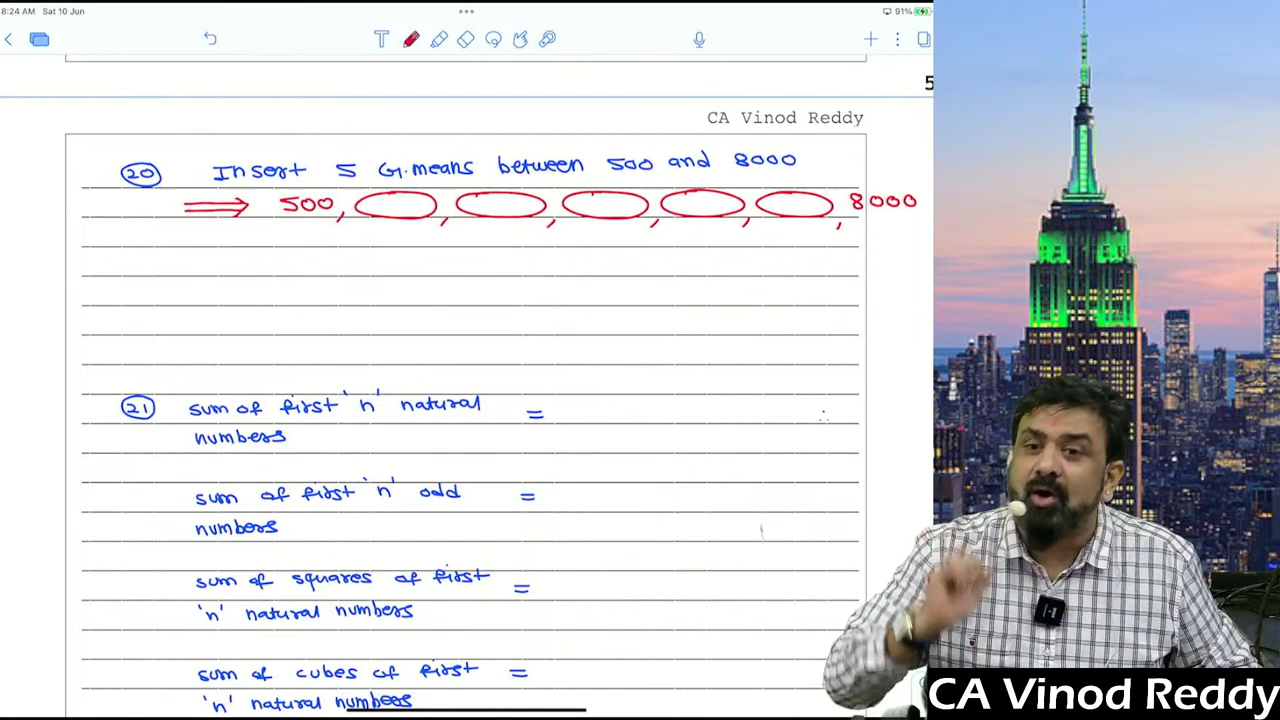 8:24 AM Sat 10 Jun
91%
T
5
CA Vinod Reddy
20 Insert 5 G.means between 500 and 8000
⇒ 500, , , , , , 8000
21 sum of first 'n' natural =
numbers
sum of first 'n' odd =
numbers
sum of squares of first =
'n' natural numbers
sum of cubes of first =
'n' natural numbers
CA Vinod Reddy